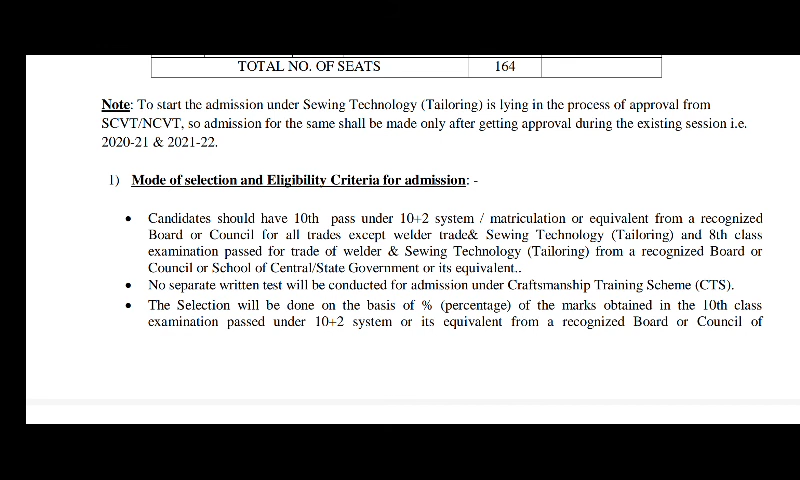 TOTAL NO. OF SEATS 164
Note: To start the admission under Sewing Technology (Tailoring) is lying in the process of approval from
SCVT/NCVT, so admission for the same shall be made only after getting approval during the existing session i.e.
2020-21 & 2021-22.
1) Mode of selection and Eligibility Criteria for admission: -
• Candidates should have 10th pass under 10+2 system / matriculation or equivalent from a recognized
Board or Council for all trades except welder trade& Sewing Technology (Tailoring) and 8th class
examination passed for trade of welder & Sewing Technology (Tailoring) from a recognized Board or
Council or School of Central/State Government or its equivalent..
• No separate written test will be conducted for admission under Craftsmanship Training Scheme (CTS).
• The Selection will be done on the basis of % (percentage) of the marks obtained in the 10th class
examination passed under 10+2 system or its equivalent from a recognized Board or Council of